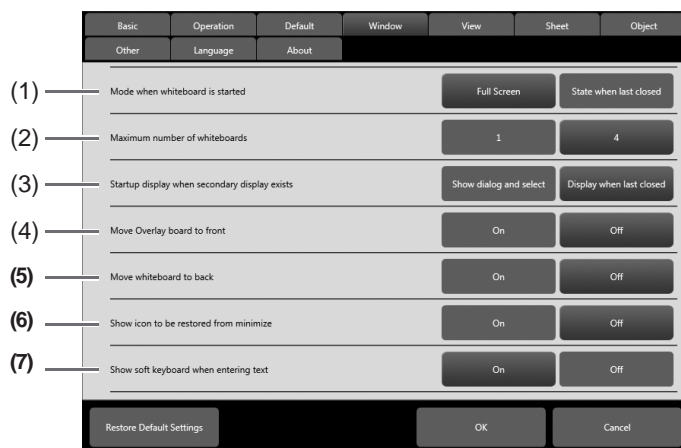 Basic Operation Default Window View Sheet Object
Other Language About
(1) Mode when whiteboard is started Full Screen State when last closed
(2) Maximum number of whiteboards 1 4
(3) Startup display when secondary display exists Show dialog and select Display when last closed
(4) Move Overlay board to front On Off
(5) Move whiteboard to back On Off
(6) Show icon to be restored from minimize On Off
(7) Show soft keyboard when entering text On Off
Restore Default Settings OK Cancel